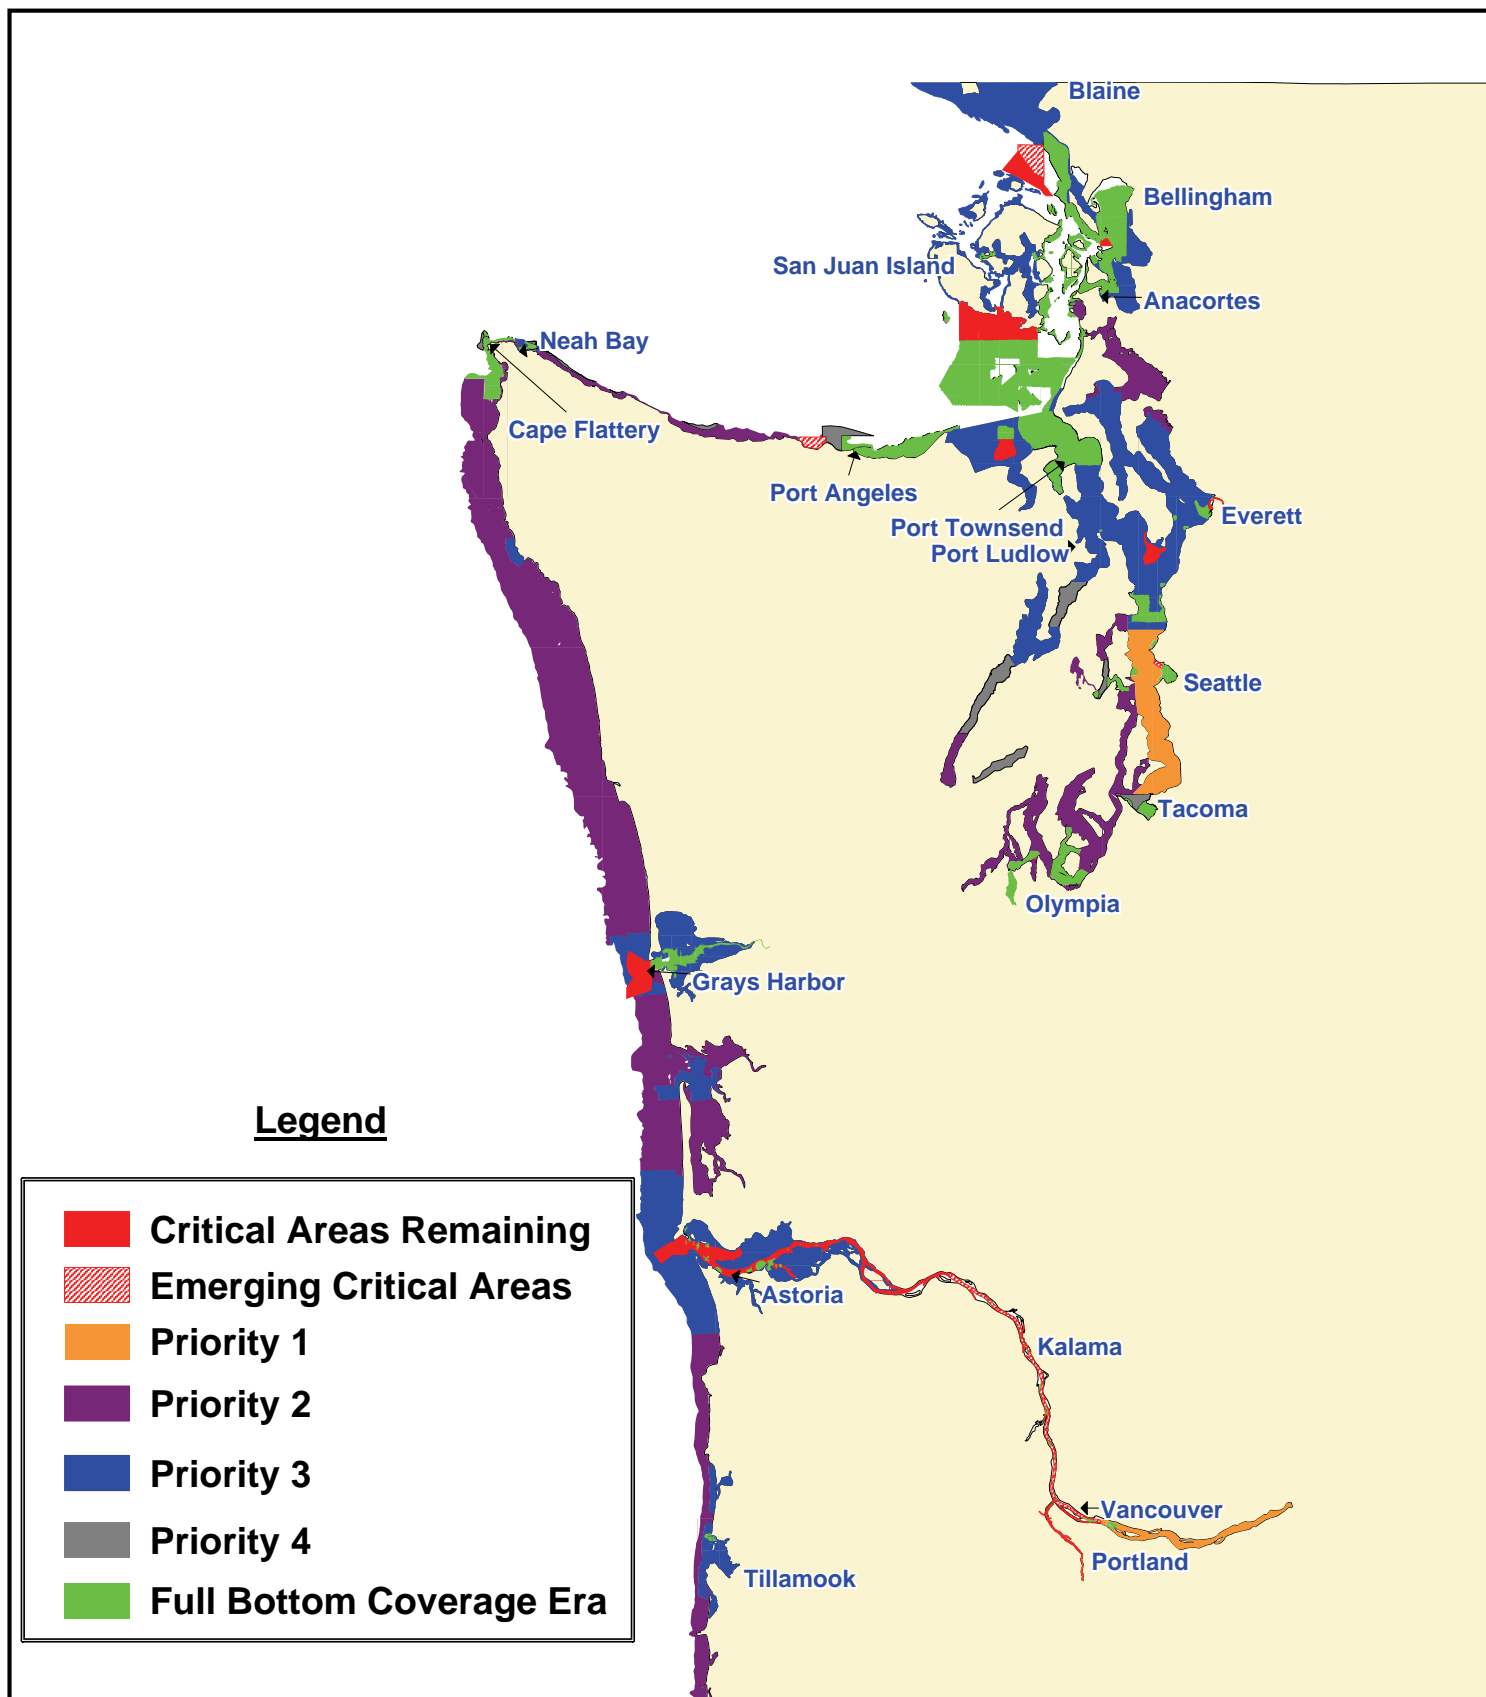 Blaine
Bellingham
San Juan Island
Anacortes
Neah Bay
Cape Flattery
Port Angeles
Port Townsend
Port Ludlow
Everett
Seattle
Tacoma
Olympia
Grays Harbor
Astoria
Kalama
Vancouver
Portland
Tillamook
Legend
Critical Areas Remaining
Emerging Critical Areas
Priority 1
Priority 2
Priority 3
Priority 4
Full Bottom Coverage Era